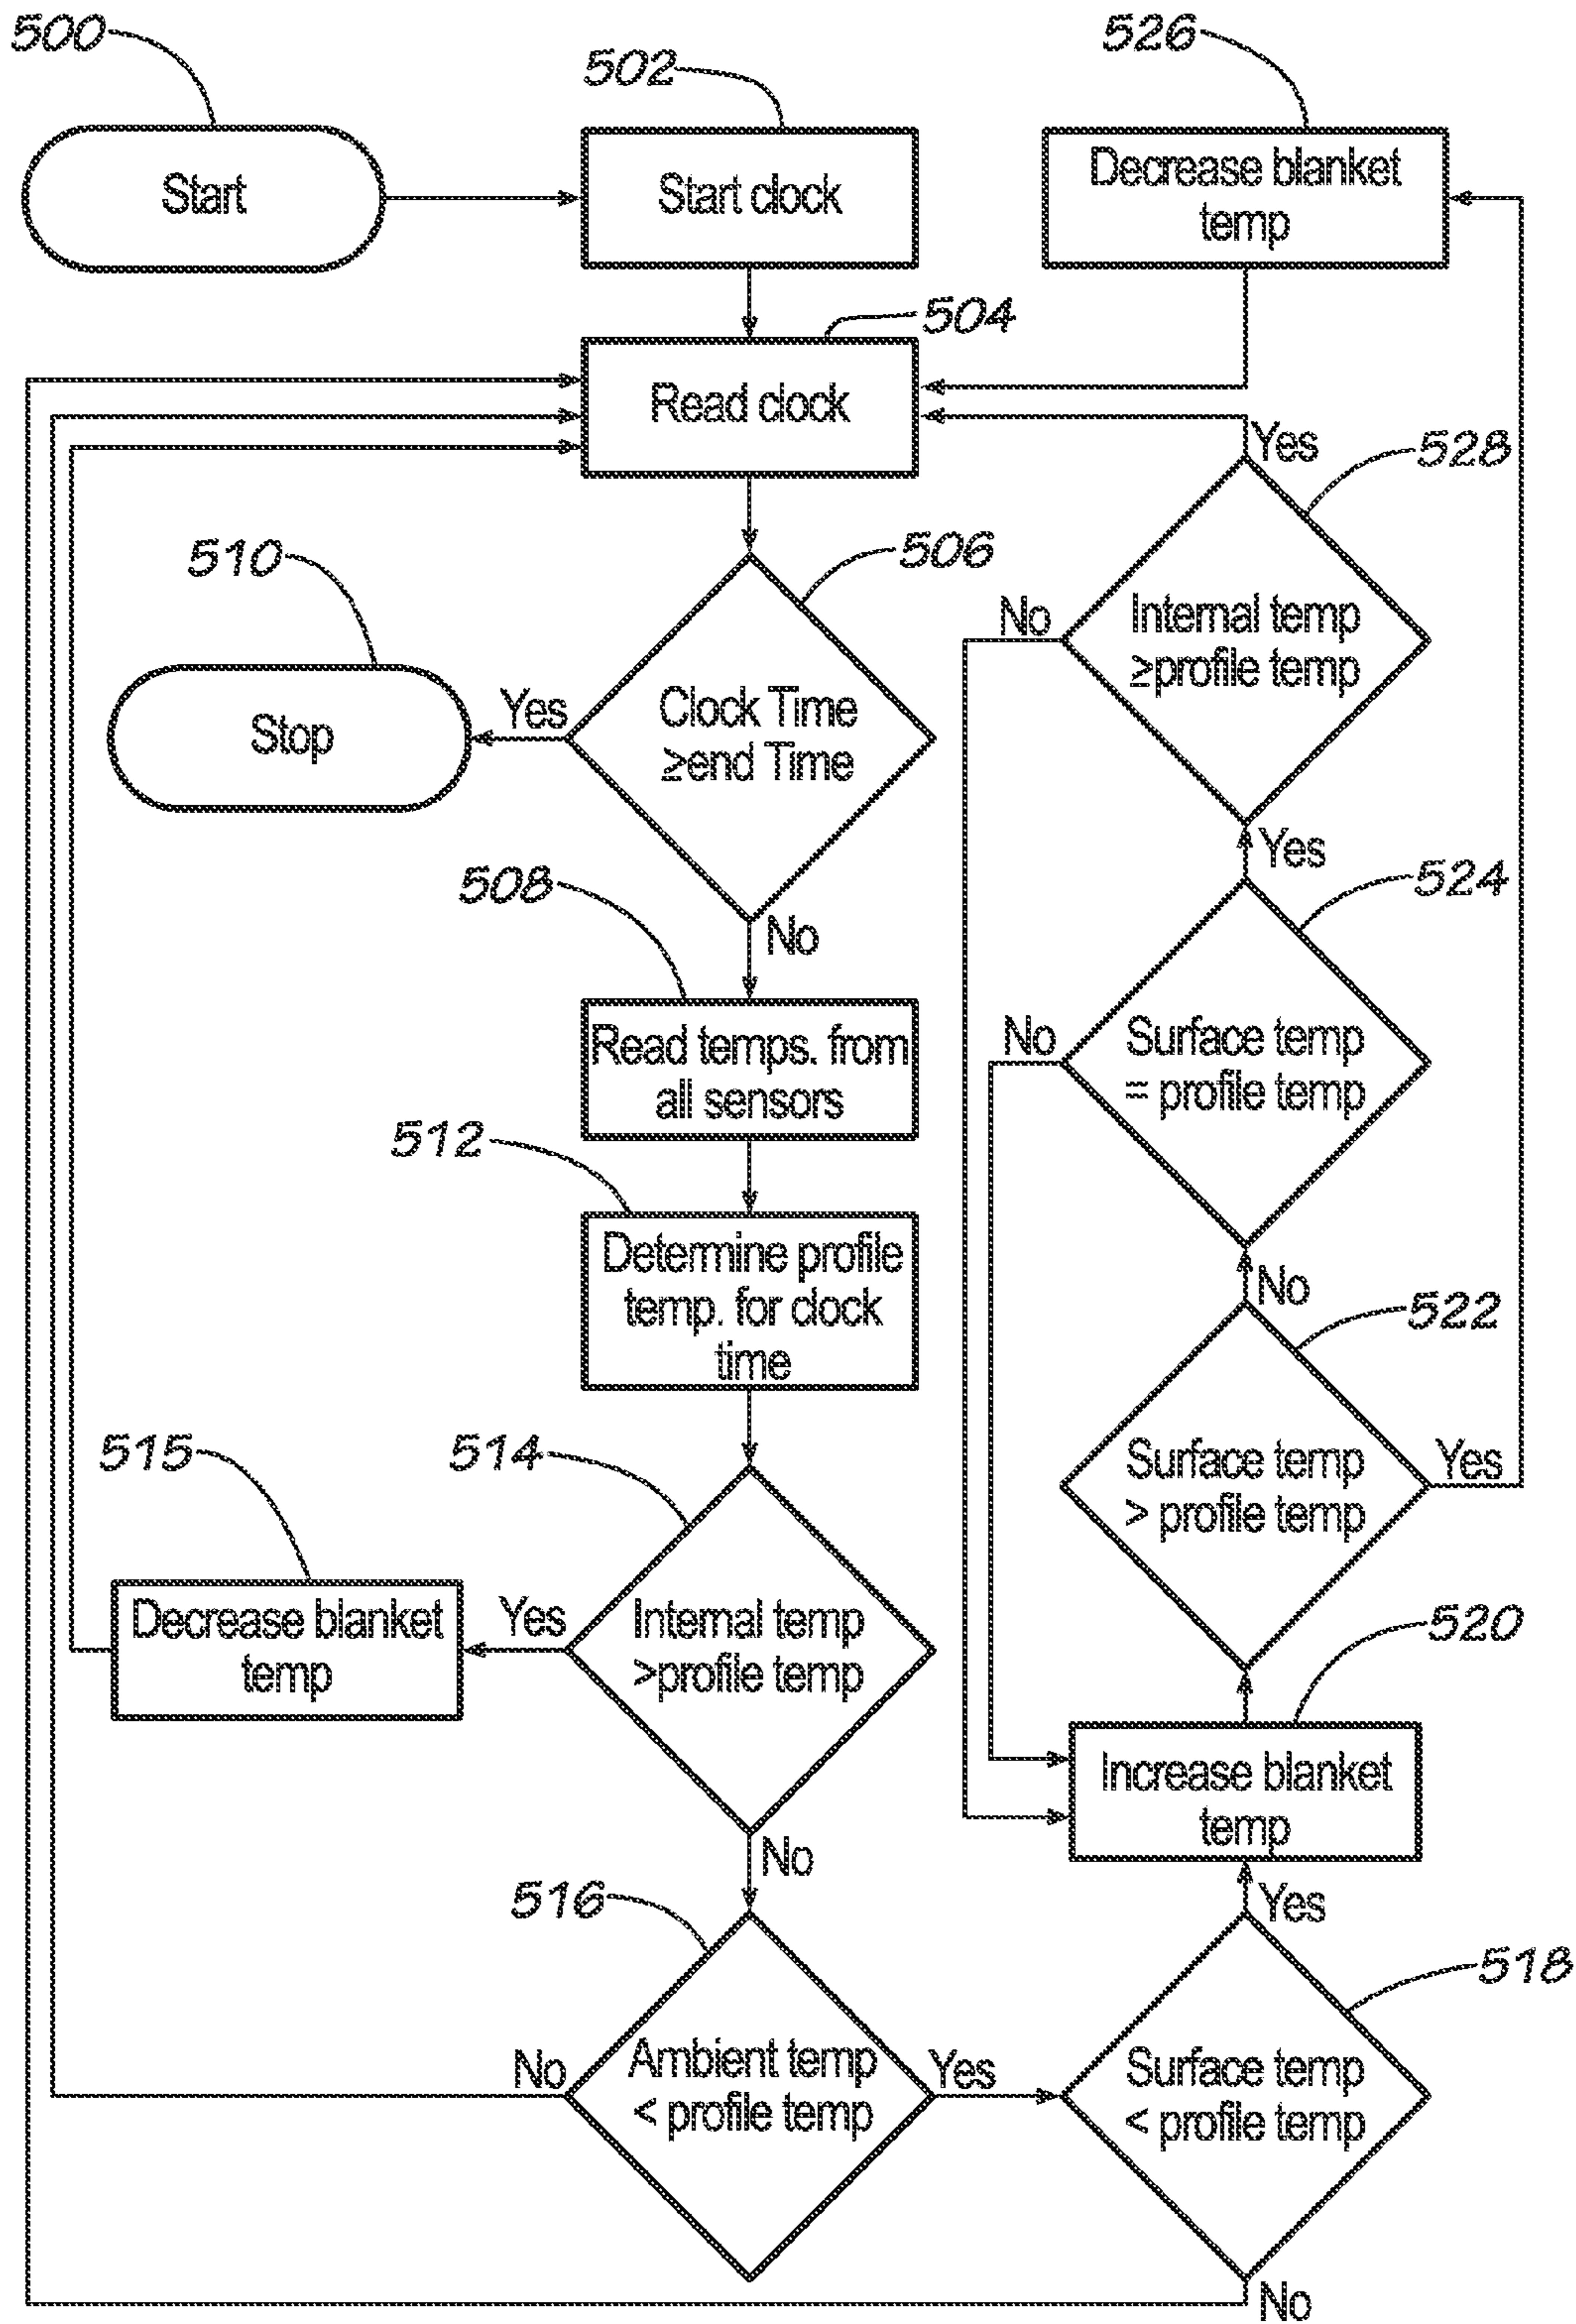 500
502
526
Start
Start clock
Decrease blanket
temp
504
Read clock
Yes
528
510
506
No
Internal temp
≥profile temp
Stop
Yes
Clock Time
≥end Time
Yes
508
No
524
Read temps. from
all sensors
No
Surface temp
= profile temp
512
Determine profile
temp. for clock
time
No
522
515
514
Surface temp
> profile temp
Yes
Decrease blanket
temp
Yes
Internal temp
>profile temp
520
Increase blanket
temp
No
516
Yes
518
No
Ambient temp
< profile temp
Yes
Surface temp
< profile temp
No